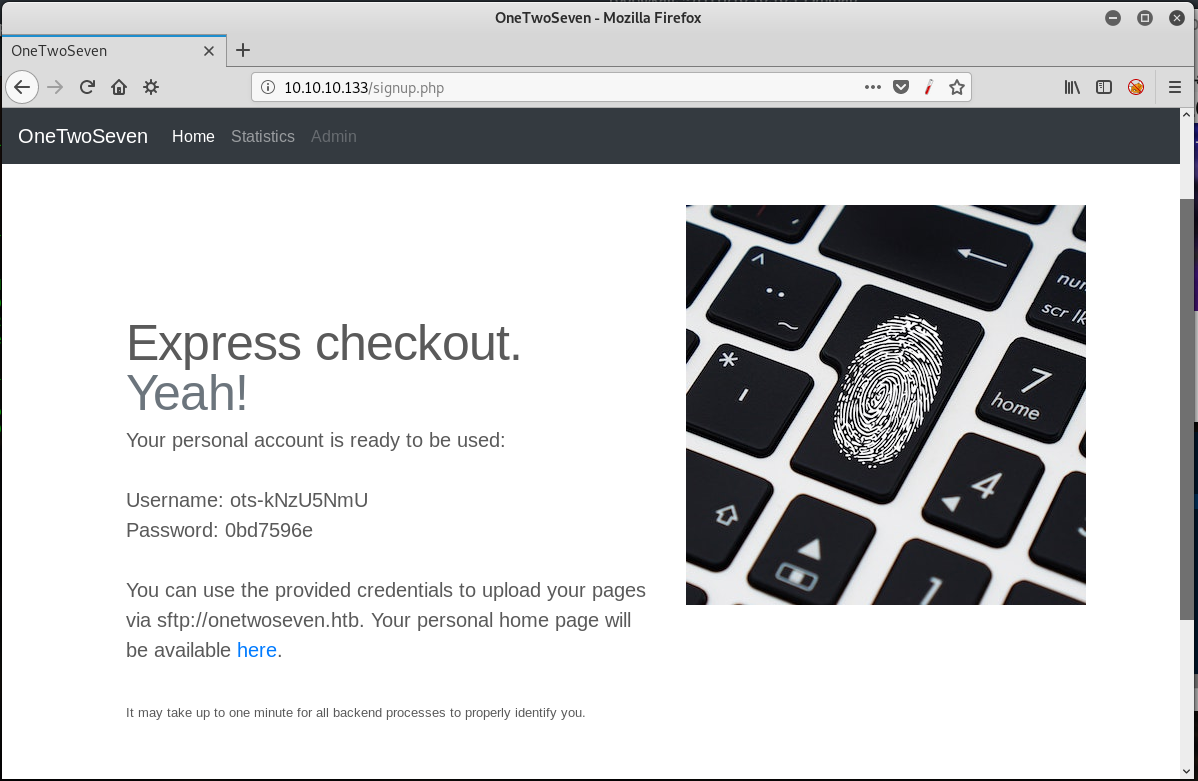 OneTwoSeven - Mozilla Firefox
OneTwoSeven
10.10.10.133/signup.php
OneTwoSeven Home Statistics Admin
Express checkout.
Yeah!
Your personal account is ready to be used:
Username: ots-kNzU5NmU
Password: 0bd7596e
You can use the provided credentials to upload your pages
via sftp://onetwoseven.htb. Your personal home page will
be available here.
It may take up to one minute for all backend processes to properly identify you.
num
scr lk
7
home
4
1